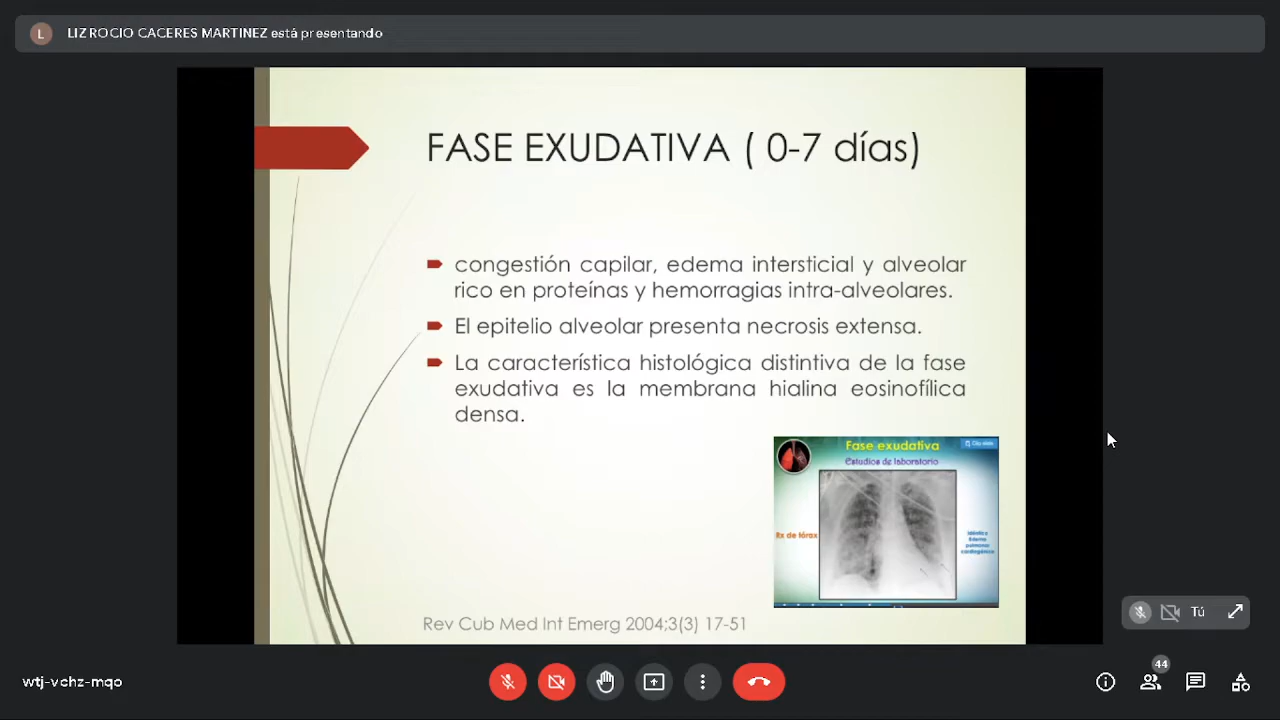 L LIZ ROCIO CACERES MARTINEZ está presentando
FASE EXUDATIVA ( 0-7 días)
congestión capilar, edema intersticial y alveolar
rico en proteínas y hemorragias intra-alveolares.
El epitelio alveolar presenta necrosis extensa.
La característica histológica distintiva de la fase
exudativa es la membrana hialina eosinofílica
densa.
Fase exudativa
Estudios de laboratorio
Rx de tórax
Edema
pulmonar
cardiogénico
Rev Cub Med Int Emerg 2004;3(3) 17-51
Tú
wtj-vchz-mqo
44